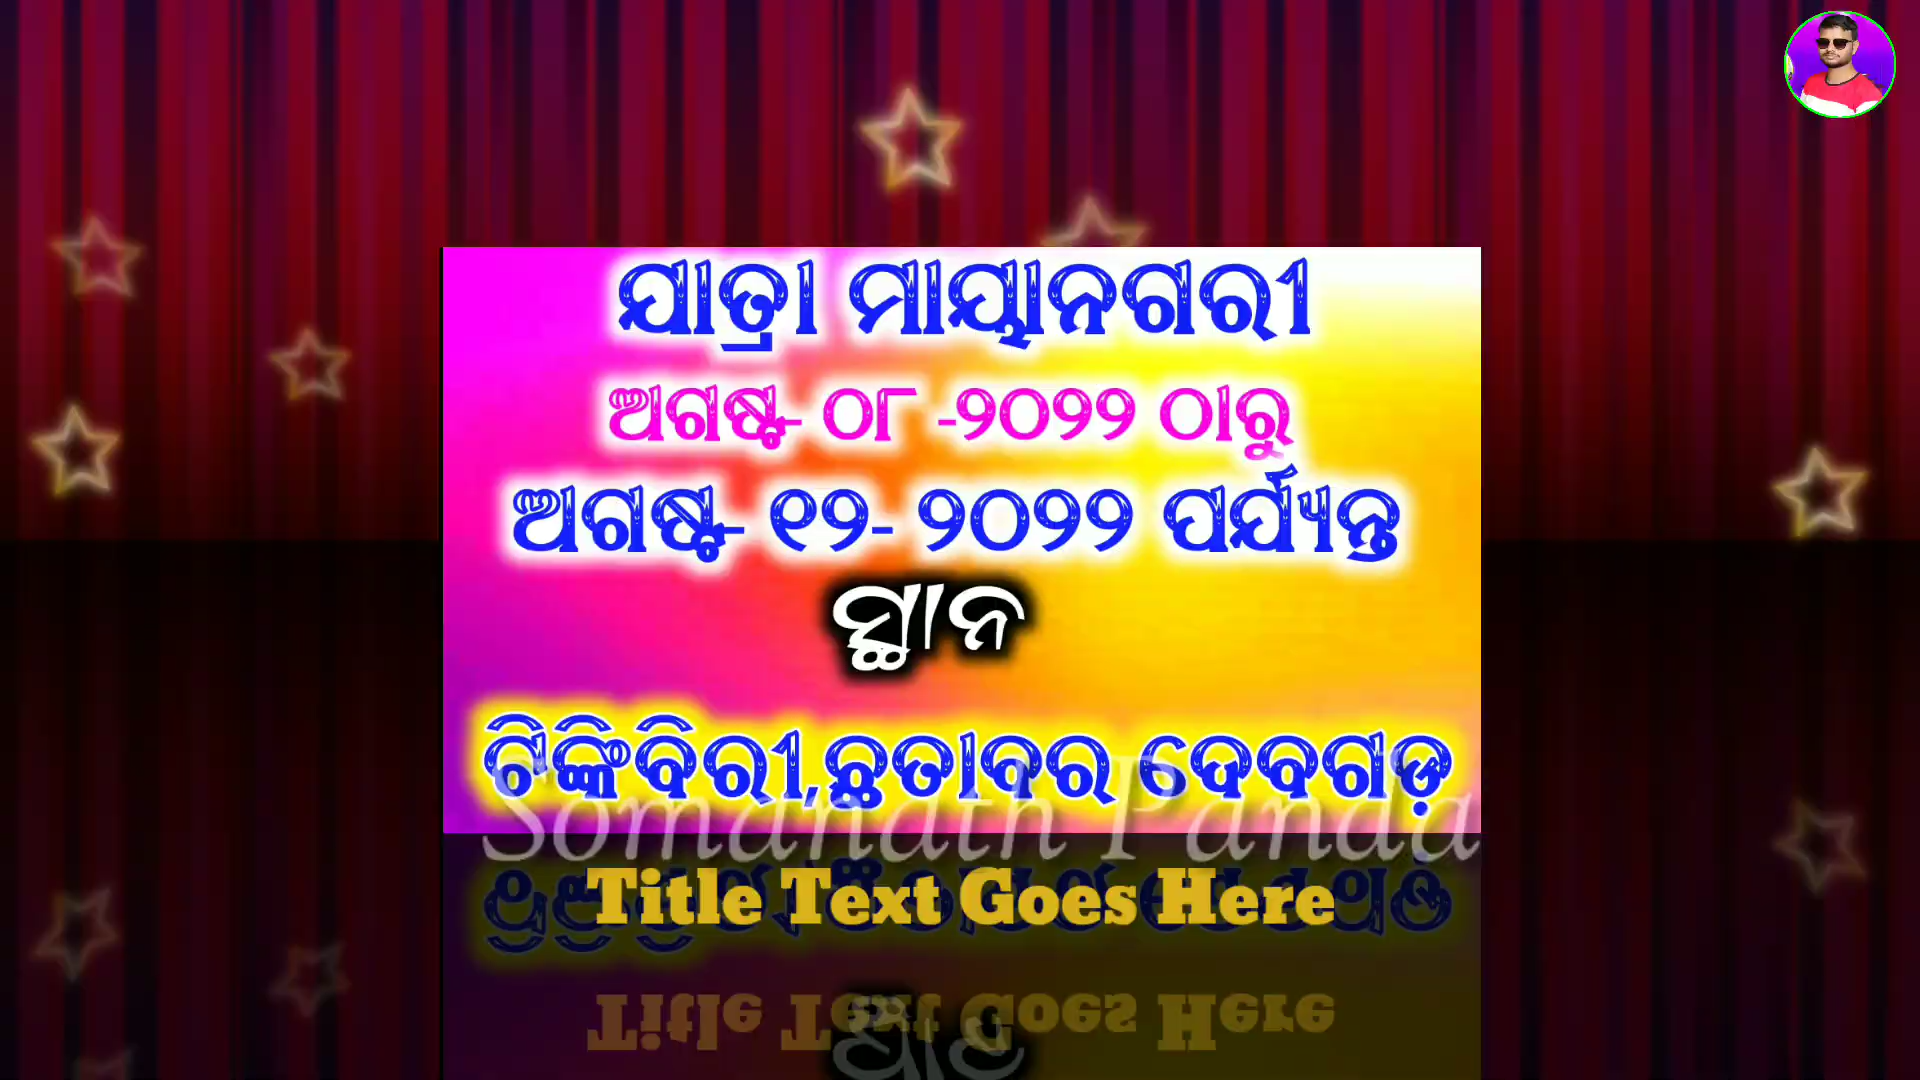 ଯାତ୍ରା ମାୟାନଗରୀ
ଅଗଷ୍ଟ- ୦୮ -୨୦୨୨ ଠାରୁ
ଅଗଷ୍ଟ- ୧୨- ୨୦୨୨ ପର୍ଯ୍ୟନ୍ତ
ସ୍ଥାନ
ଟିଙ୍କିବିରୀ,ଛତାବର ଦେବଗଡ଼
Somanath Panda
Title Text Goes Here